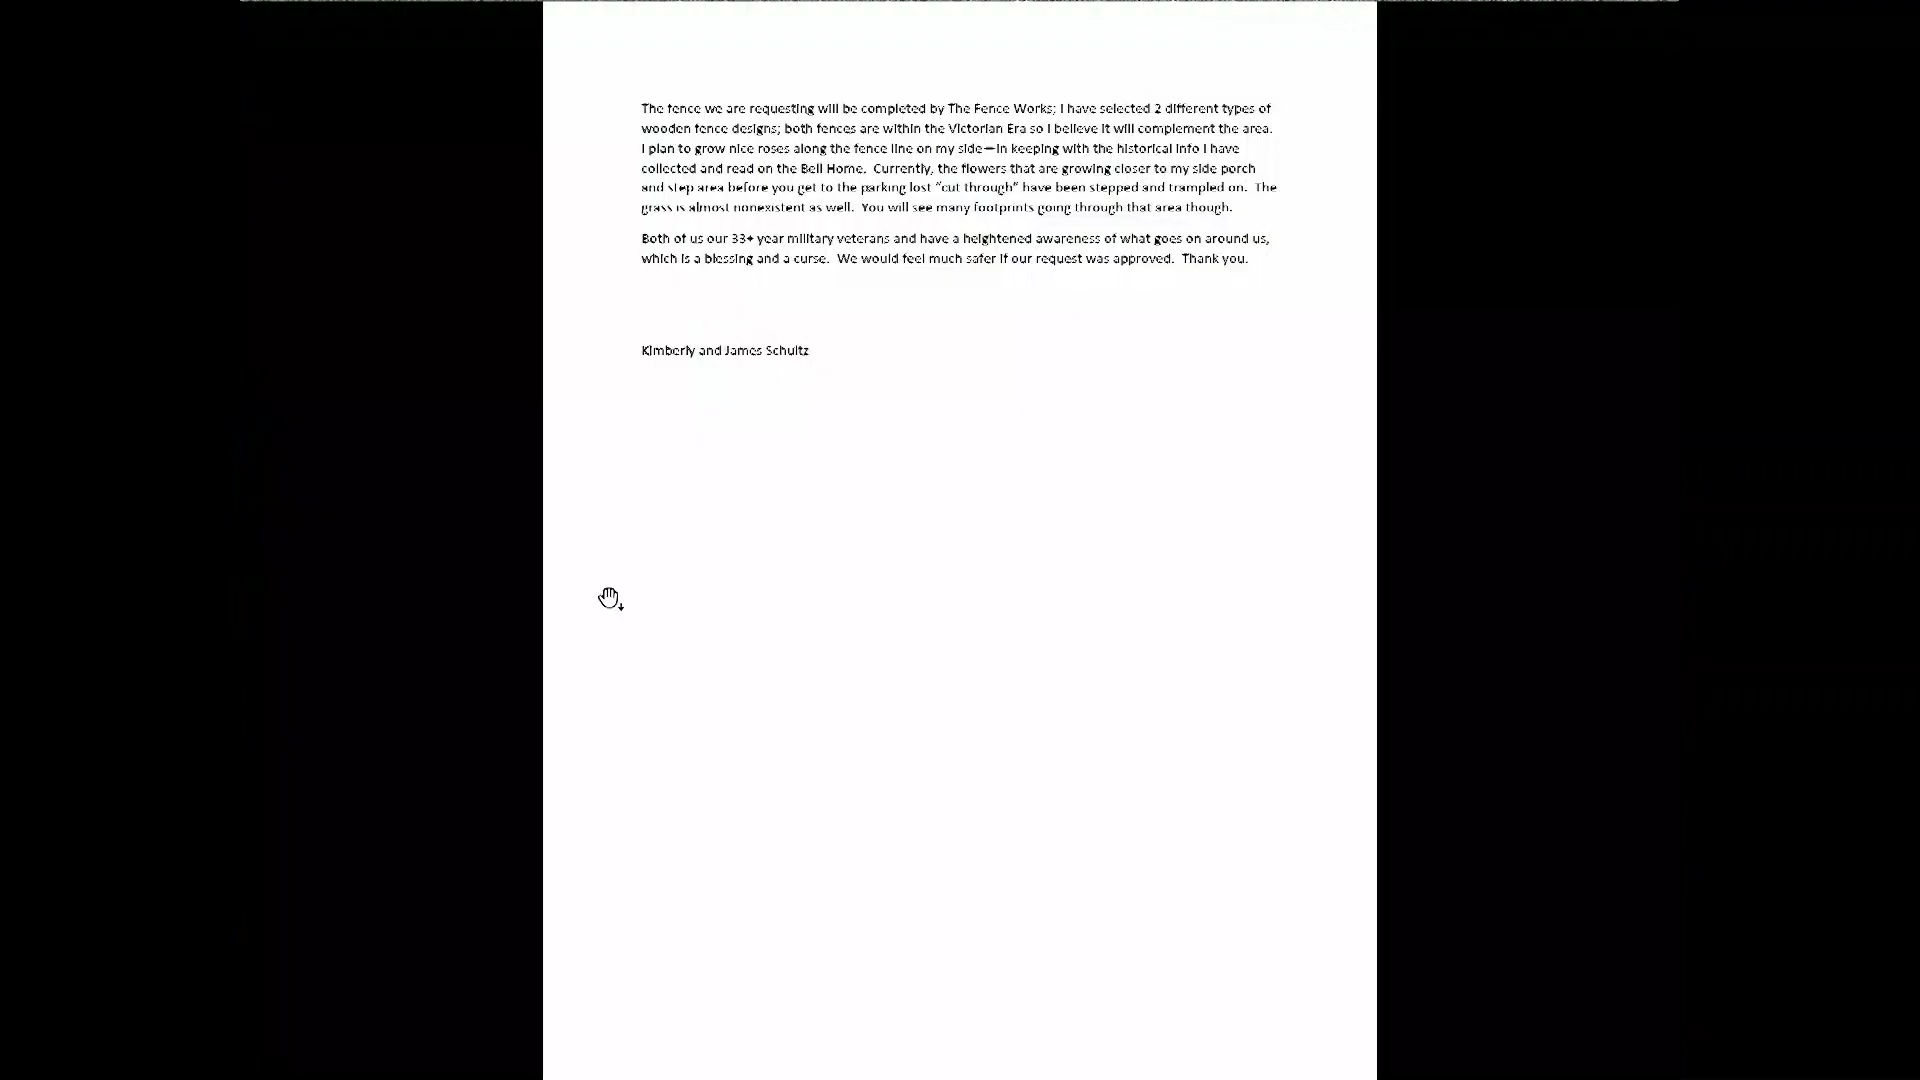 The fence we are requesting will be completed by The Fence Works; I have selected 2 different types of
wooden fence designs; both fences are within the Victorian Era so I believe it will complement the area.
I plan to grow nice roses along the fence line on my side—in keeping with the historical info I have
collected and read on the Bell Home.  Currently, the flowers that are growing closer to my side porch
and step area before you get to the parking lost “cut through” have been stepped and trampled on.  The
grass is almost nonexistent as well.  You will see many footprints going through that area though.
Both of us our 33+ year military veterans and have a heightened awareness of what goes on around us,
which is a blessing and a curse.  We would feel much safer if our request was approved.  Thank you.
Kimberly and James Schultz